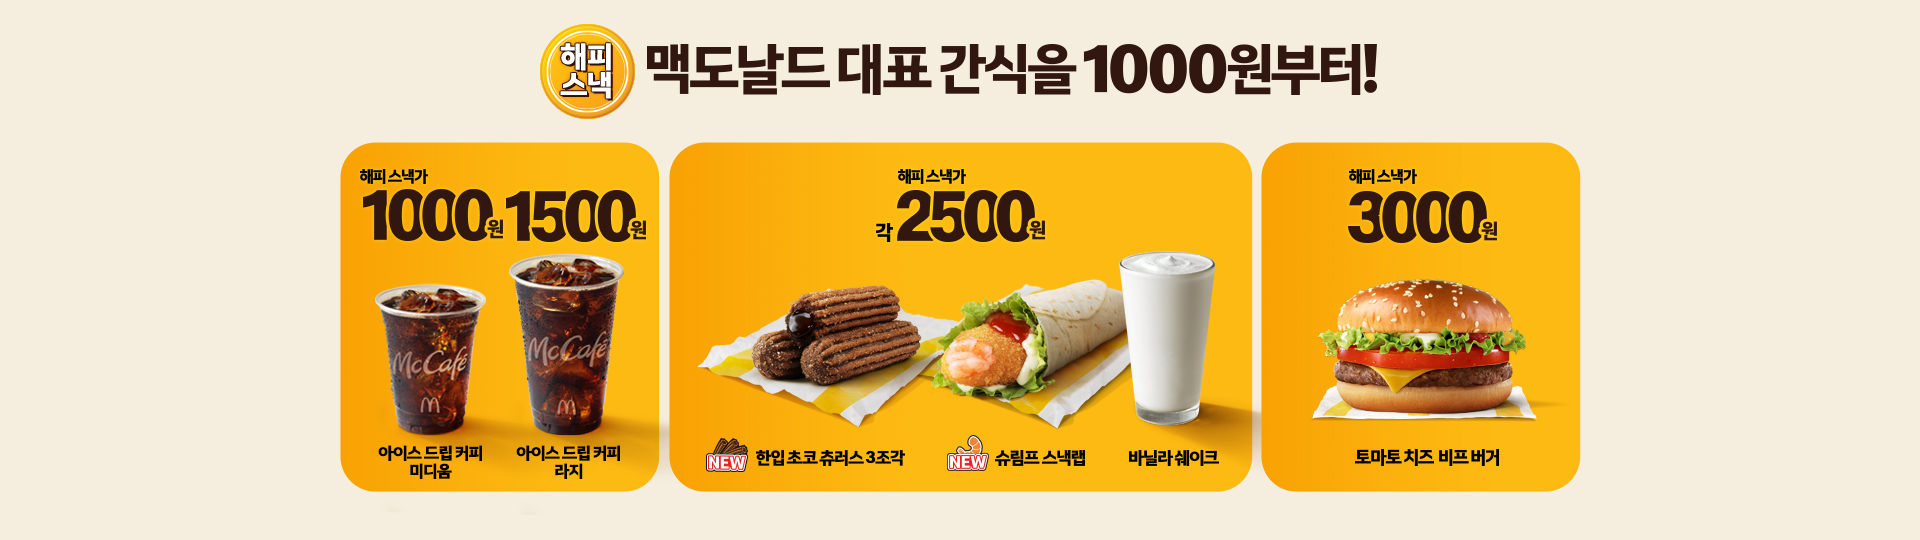 해피
스낵
맥도날드 대표 간식을 1000원부터!
해피 스낵가
1000원 1500원
McCafé
McCafé
아이스 드립 커피
미디움
아이스 드립 커피
라지
해피 스낵가
각 2500원
NEW 한입 초코 츄러스 3조각
NEW 슈림프 스낵랩
바닐라 쉐이크
해피 스낵가
3000원
토마토 치즈 비프 버거